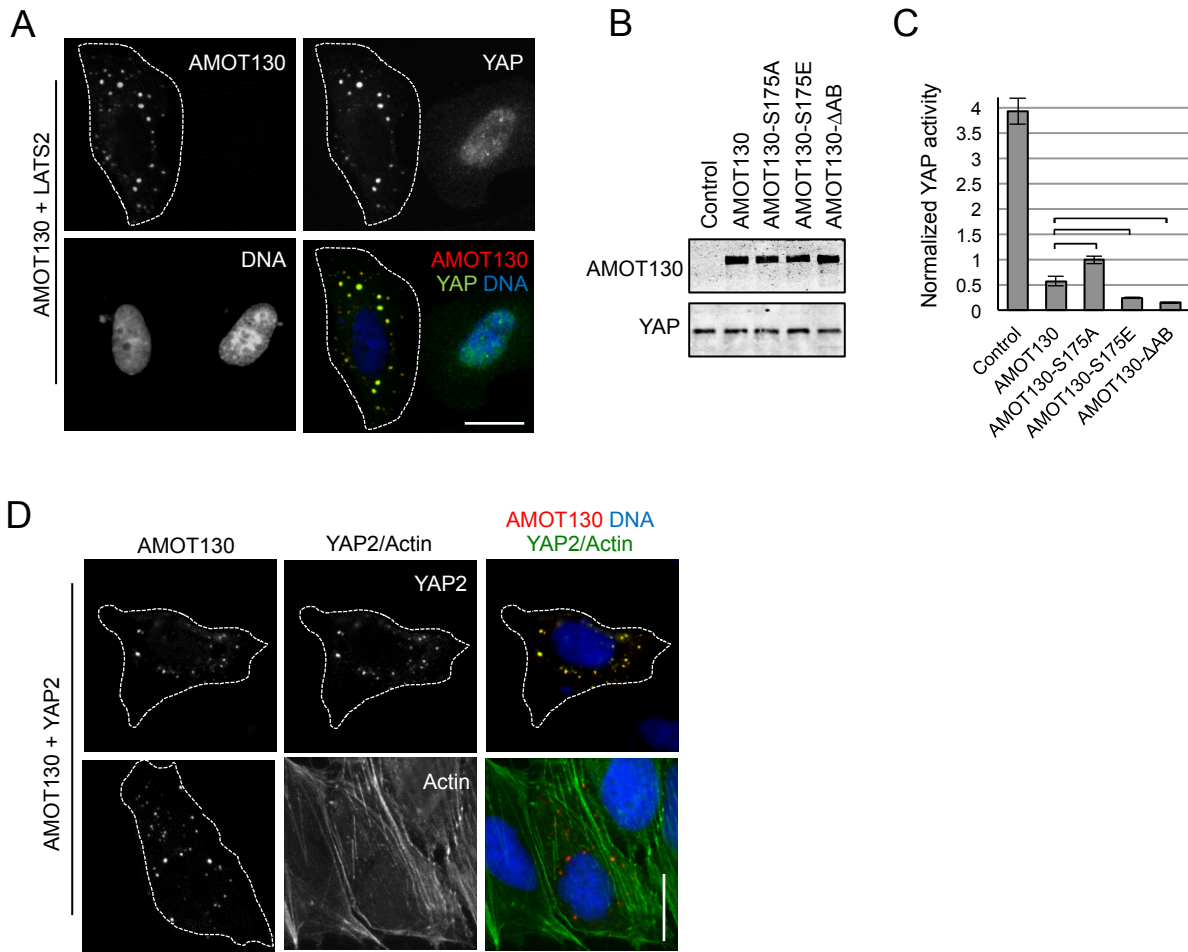 A
AMOT130 + LATS2
AMOT130
YAP
DNA
AMOT130
YAP DNA
B
Control
AMOT130
AMOT130-S175A
AMOT130-S175E
AMOT130-ΔAB
AMOT130
YAP
C
Normalized YAP activity
4
3.5
3
2.5
2
1.5
1
0.5
0
Control
AMOT130
AMOT130-S175A
AMOT130-S175E
AMOT130-ΔAB
D
AMOT130 + YAP2
AMOT130
YAP2/Actin
AMOT130 DNA
YAP2/Actin
YAP2
Actin